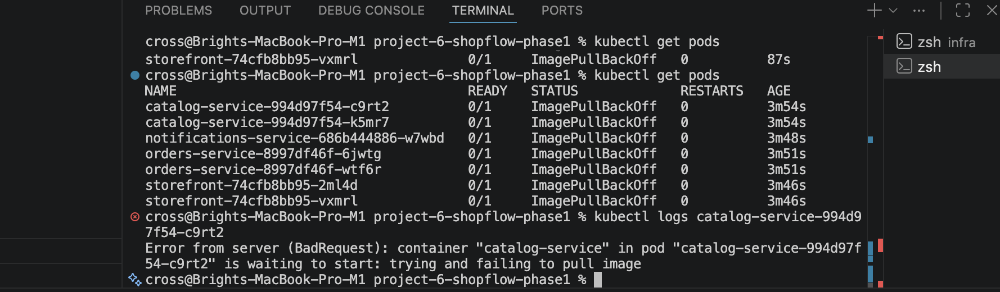 PROBLEMS OUTPUT DEBUG CONSOLE TERMINAL PORTS
cross@Brights-MacBook-Pro-M1 project-6-shopflow-phase1 % kubectl get pods
storefront-74cfb8bb95-vxmrl 0/1 ImagePullBackOff 0 87s
cross@Brights-MacBook-Pro-M1 project-6-shopflow-phase1 % kubectl get pods
NAME READY STATUS RESTARTS AGE
catalog-service-994d97f54-c9rt2 0/1 ImagePullBackOff 0 3m54s
catalog-service-994d97f54-k5mr7 0/1 ImagePullBackOff 0 3m54s
notifications-service-686b444886-w7wbd 0/1 ImagePullBackOff 0 3m48s
orders-service-8997df46f-6jwtg 0/1 ImagePullBackOff 0 3m51s
orders-service-8997df46f-wtf6r 0/1 ImagePullBackOff 0 3m51s
storefront-74cfb8bb95-2ml4d 0/1 ImagePullBackOff 0 3m46s
storefront-74cfb8bb95-vxmrl 0/1 ImagePullBackOff 0 3m46s
cross@Brights-MacBook-Pro-M1 project-6-shopflow-phase1 % kubectl logs catalog-service-994d9
7f54-c9rt2
Error from server (BadRequest): container "catalog-service" in pod "catalog-service-994d97f
54-c9rt2" is waiting to start: trying and failing to pull image
cross@Brights-MacBook-Pro-M1 project-6-shopflow-phase1 %
zsh infra
zsh